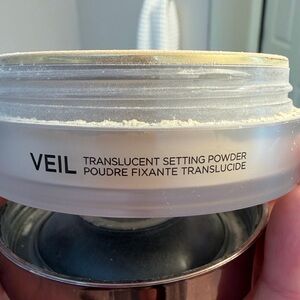 VEIL TRANSLUCENT SETTING POWDER
POUDRE FIXANTE TRANSLUCIDE